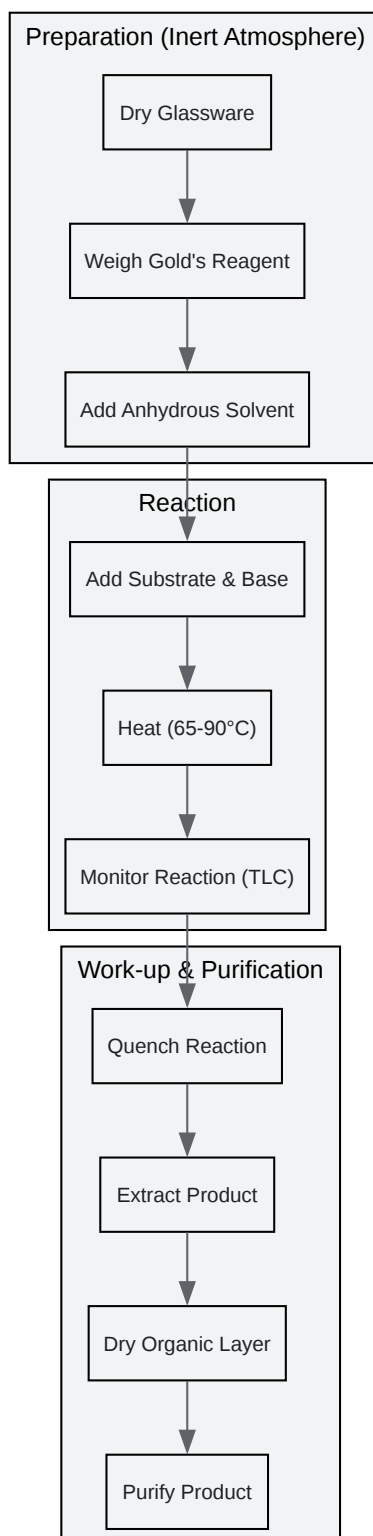 Preparation (Inert Atmosphere)
Dry Glassware
Weigh Gold's Reagent
Add Anhydrous Solvent
Reaction
Add Substrate & Base
Heat (65-90°C)
Monitor Reaction (TLC)
Work-up & Purification
Quench Reaction
Extract Product
Dry Organic Layer
Purify Product